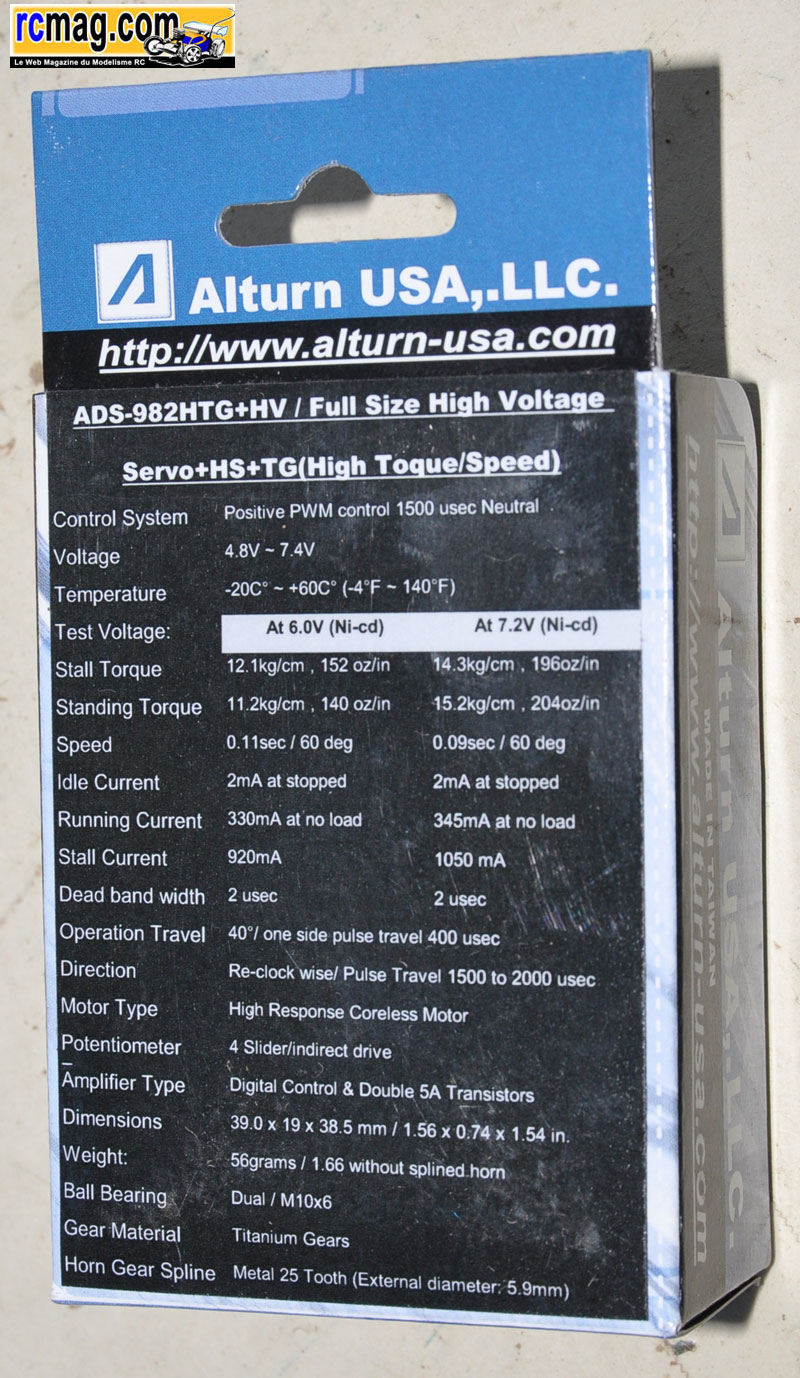 rcmag.com
Le Web Magazine du Modelisme RC
Alturn USA,.LLC.
http://www.alturn-usa.com
ADS-982HTG+HV / Full Size High Voltage
Servo+HS+TG(High Toque/Speed)
Control System Positive PWM control 1500 usec Neutral
Voltage 4.8V ~ 7.4V
Temperature -20C° ~ +60C° (-4°F ~ 140°F)
Test Voltage: At 6.0V (Ni-cd) At 7.2V (Ni-cd)
Stall Torque 12.1kg/cm , 152 oz/in 14.3kg/cm , 196oz/in
Standing Torque 11.2kg/cm , 140 oz/in 15.2kg/cm , 204oz/in
Speed 0.11sec / 60 deg 0.09sec / 60 deg
Idle Current 2mA at stopped 2mA at stopped
Running Current 330mA at no load 345mA at no load
Stall Current 920mA 1050 mA
Dead band width 2 usec 2 usec
Operation Travel 40°/ one side pulse travel 400 usec
Direction Re-clock wise/ Pulse Travel 1500 to 2000 usec
Motor Type High Response Coreless Motor
Potentiometer 4 Slider/indirect drive
Amplifier Type Digital Control & Double 5A Transistors
Dimensions 39.0 x 19 x 38.5 mm / 1.56 x 0.74 x 1.54 in.
Weight: 56grams / 1.66 without splined horn
Ball Bearing Dual / M10x6
Gear Material Titanium Gears
Horn Gear Spline Metal 25 Tooth (External diameter: 5.9mm)
Alturn USA,.LLC.
MADE IN TAIWAN
http://www.alturn-usa.com